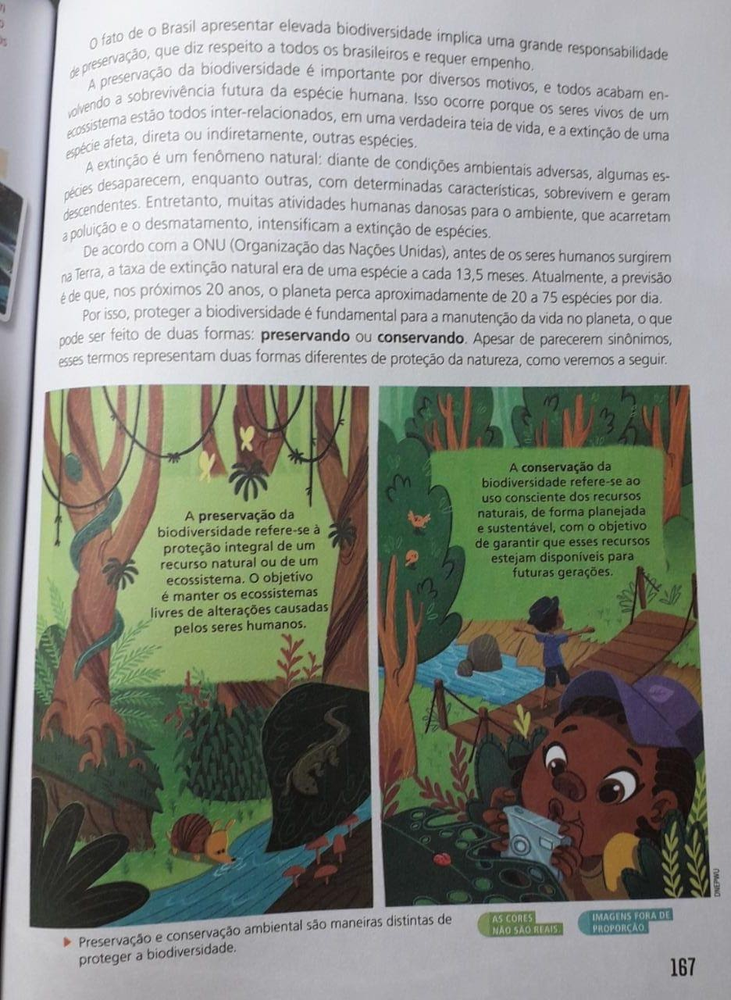 O fato de o Brasil apresentar elevada biodiversidade implica uma grande responsabilidade
de preservação, que diz respeito a todos os brasileiros e requer empenho.
A preservação da biodiversidade é importante por diversos motivos, e todos acabam en-
volvendo a sobrevivência futura da espécie humana. Isso ocorre porque os seres vivos de um
ecossistema estão todos inter-relacionados, em uma verdadeira teia de vida, e a extinção de uma
espécie afeta, direta ou indiretamente, outras espécies.
A extinção é um fenômeno natural: diante de condições ambientais adversas, algumas es-
pécies desaparecem, enquanto outras, com determinadas características, sobrevivem e geram
descendentes. Entretanto, muitas atividades humanas danosas para o ambiente, que acarretam
a poluição e o desmatamento, intensificam a extinção de espécies.
De acordo com a ONU (Organização das Nações Unidas), antes de os seres humanos surgirem
na Terra, a taxa de extinção natural era de uma espécie a cada 13,5 meses. Atualmente, a previsão
é de que, nos próximos 20 anos, o planeta perca aproximadamente de 20 a 75 espécies por dia.
Por isso, proteger a biodiversidade é fundamental para a manutenção da vida no planeta, o que
pode ser feito de duas formas: preservando ou conservando. Apesar de parecerem sinônimos,
esses termos representam duas formas diferentes de proteção da natureza, como veremos a seguir.
A preservação da
biodiversidade refere-se à
proteção integral de um
recurso natural ou de um
ecossistema. O objetivo
é manter os ecossistemas
livres de alterações causadas
pelos seres humanos.
A conservação da
biodiversidade refere-se ao
uso consciente dos recursos
naturais, de forma planejada
e sustentável, com o objetivo
de garantir que esses recursos
estejam disponíveis para
futuras gerações.
DNEPWU
Preservação e conservação ambiental são maneiras distintas de
proteger a biodiversidade.
AS CORES
NÃO SÃO REAIS.
IMAGENS FORA DE
PROPORÇÃO.
167